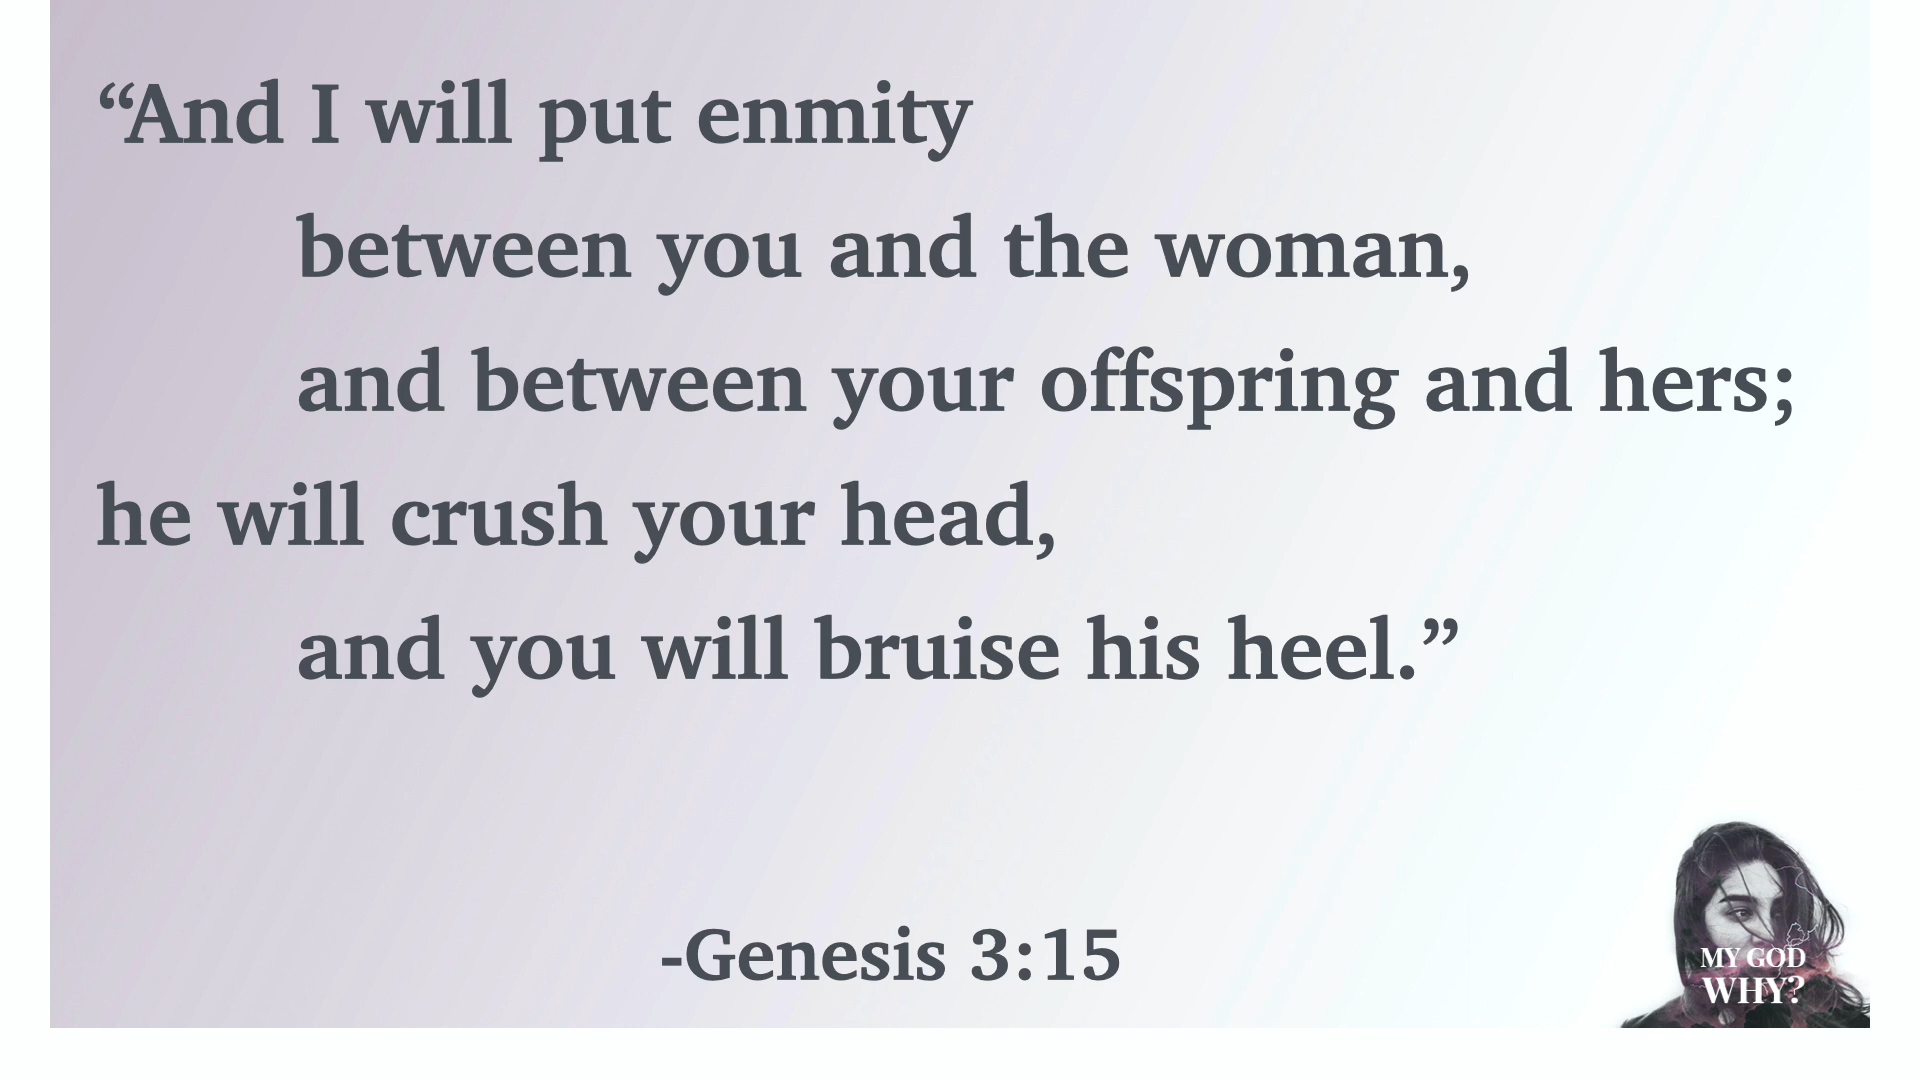 “And I will put enmity
between you and the woman,
and between your offspring and hers;
he will crush your head,
and you will bruise his heel.”
-Genesis 3:15
MY GOD
WHY?